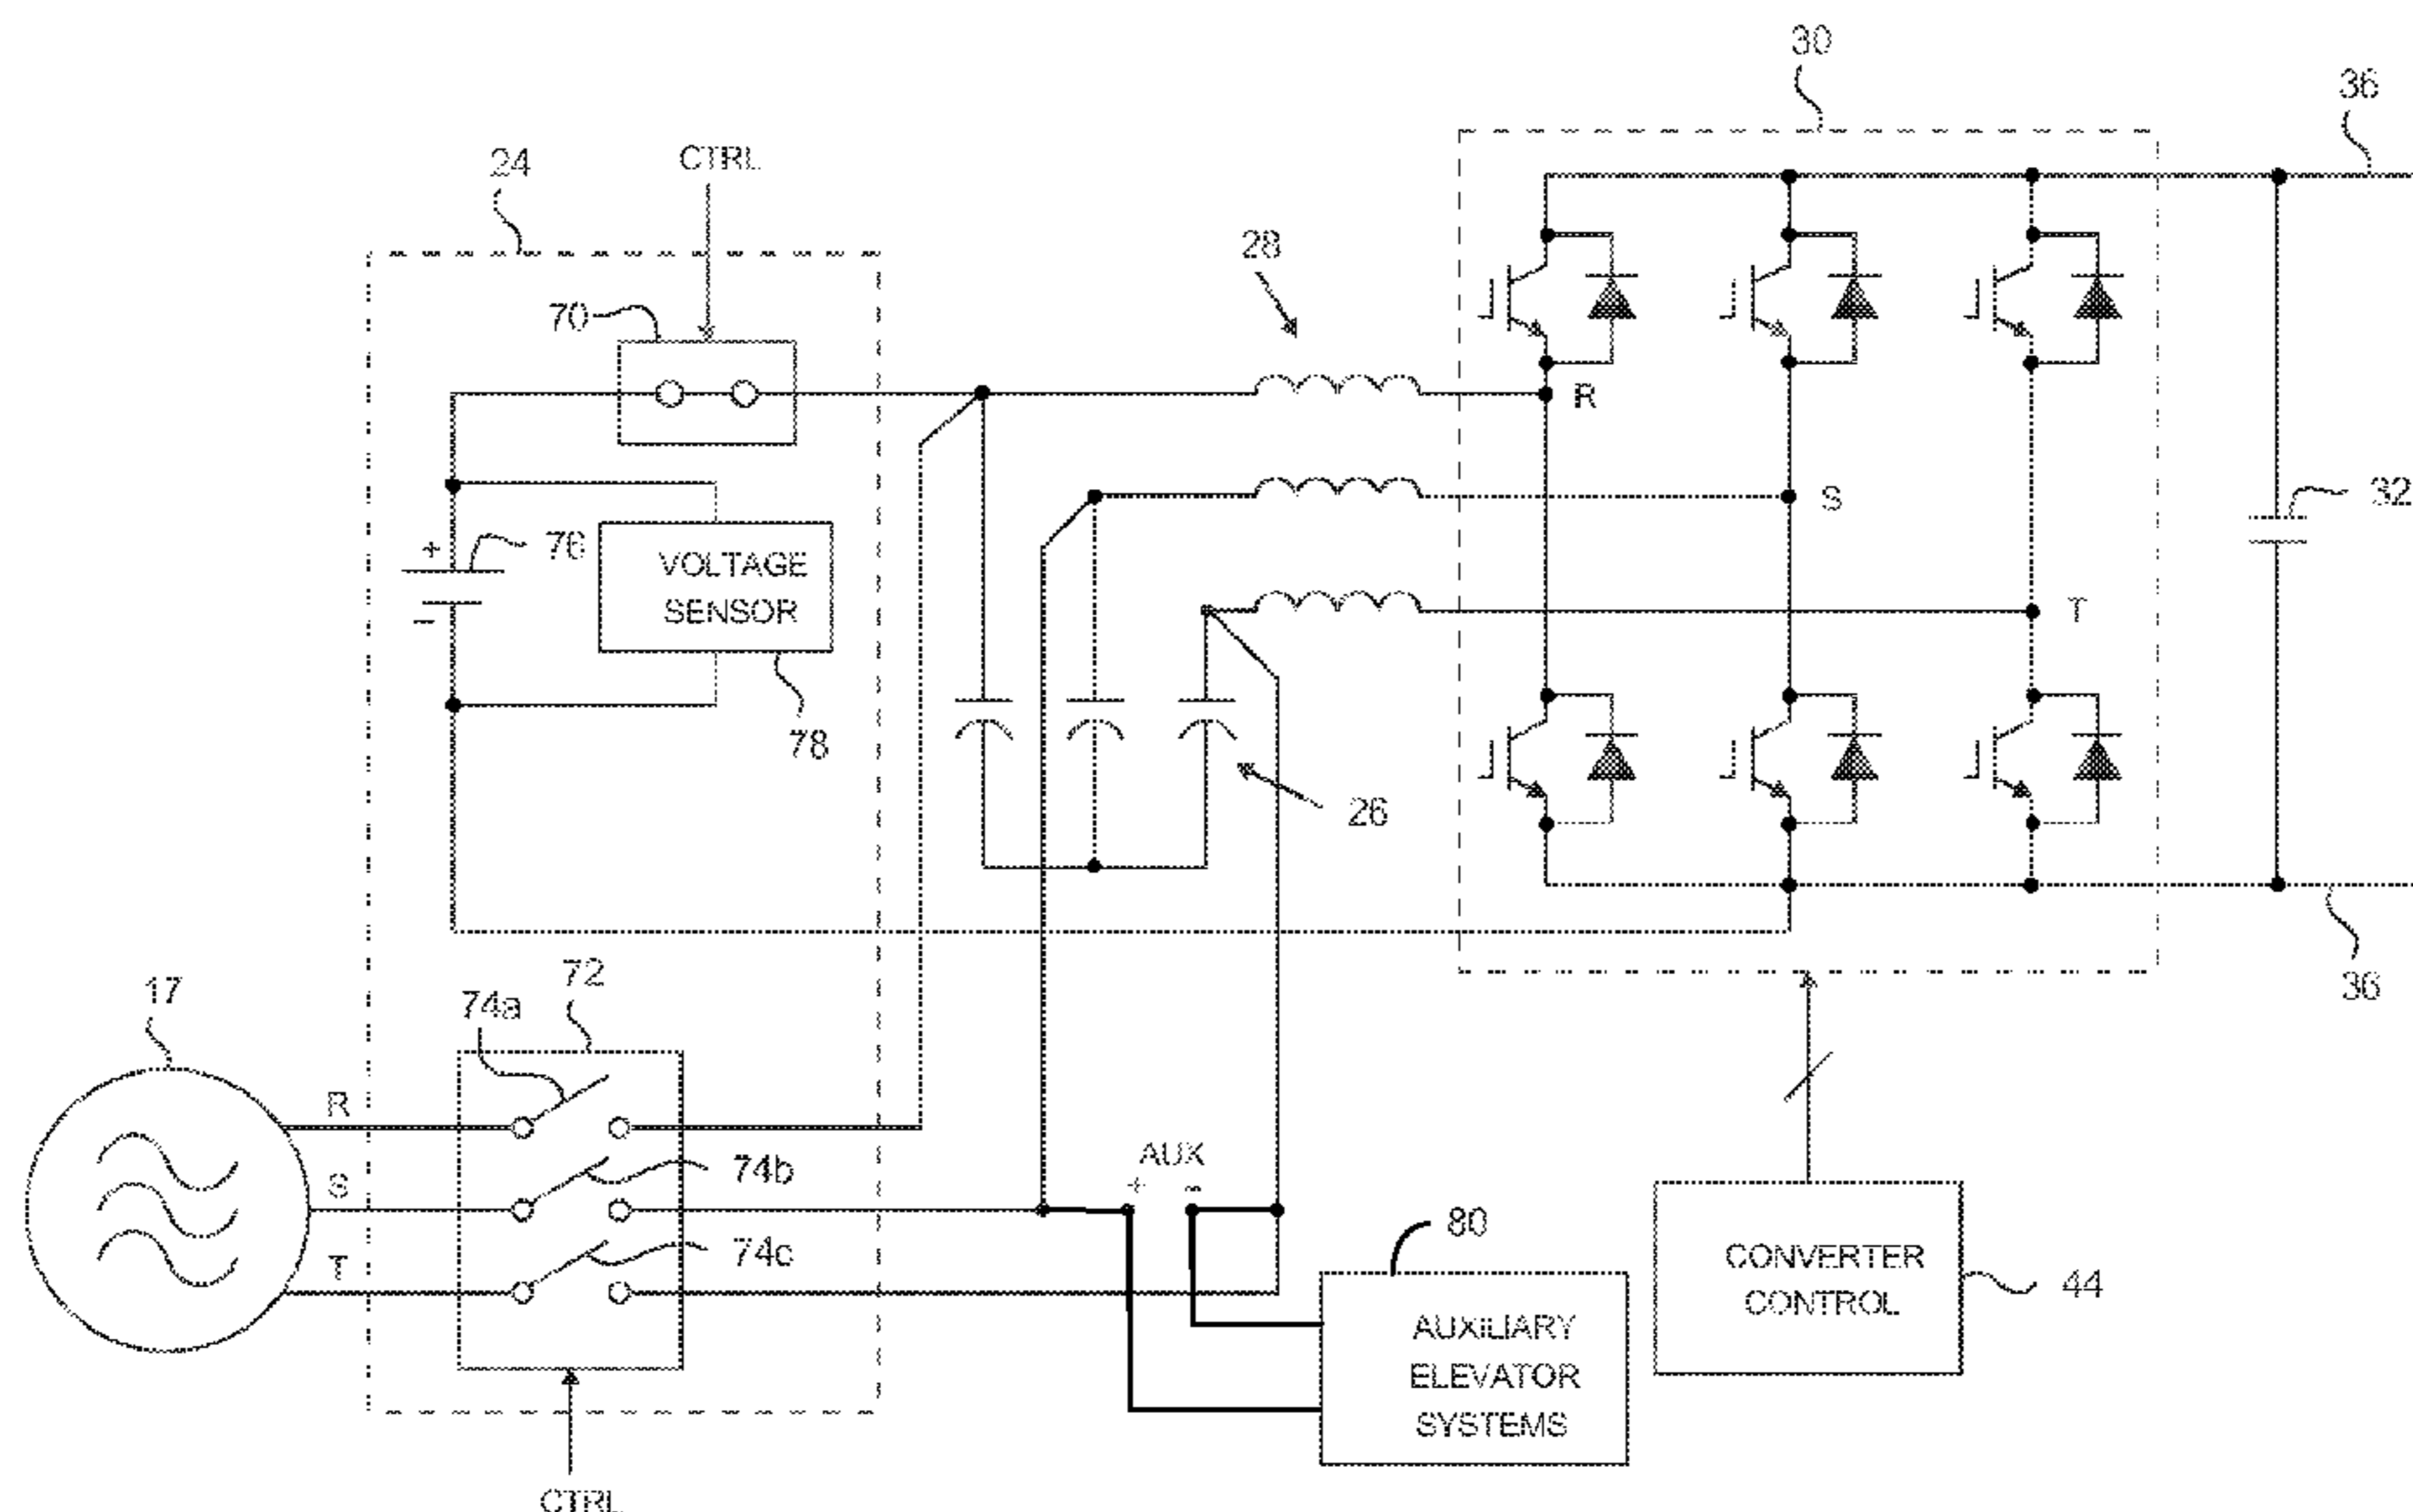 30
36
24
CTRL
28
70
R
+
76
VOLTAGE
SENSOR
S
32
−
T
78
26
36
17
72
74a
R
S
T
74b
74c
AUX
+ -
80
AUXILIARY
ELEVATOR
SYSTEMS
CONVERTER
CONTROL
44
CTRL